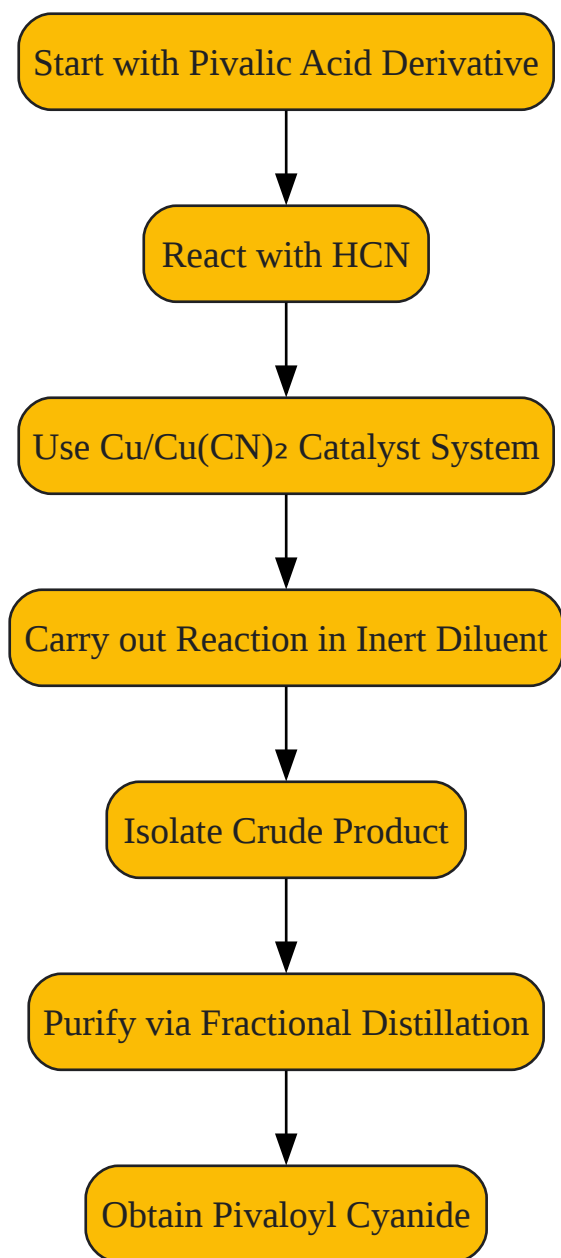 Start with Pivalic Acid Derivative
React with HCN
Use Cu/Cu(CN)₂ Catalyst System
Carry out Reaction in Inert Diluent
Isolate Crude Product
Purify via Fractional Distillation
Obtain Pivaloyl Cyanide